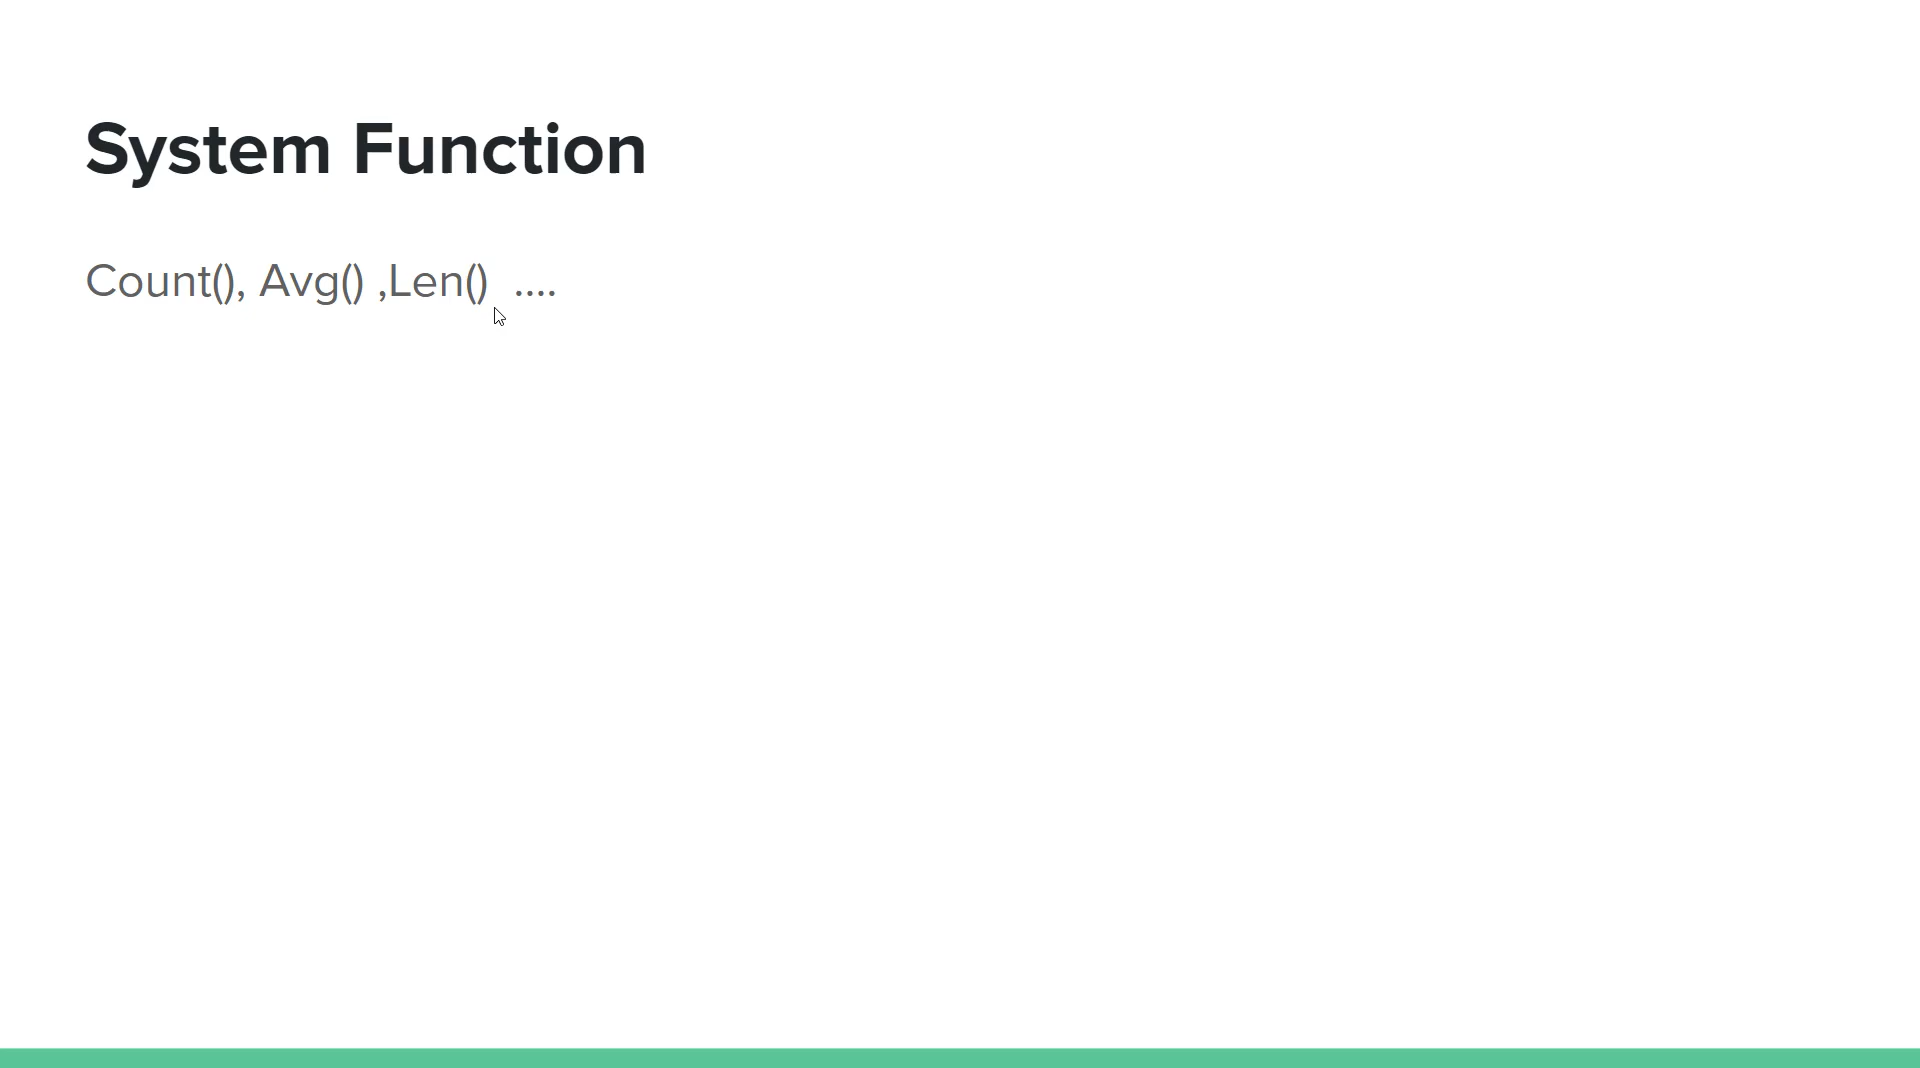 System Function
Count(), Avg() ,Len()  ....